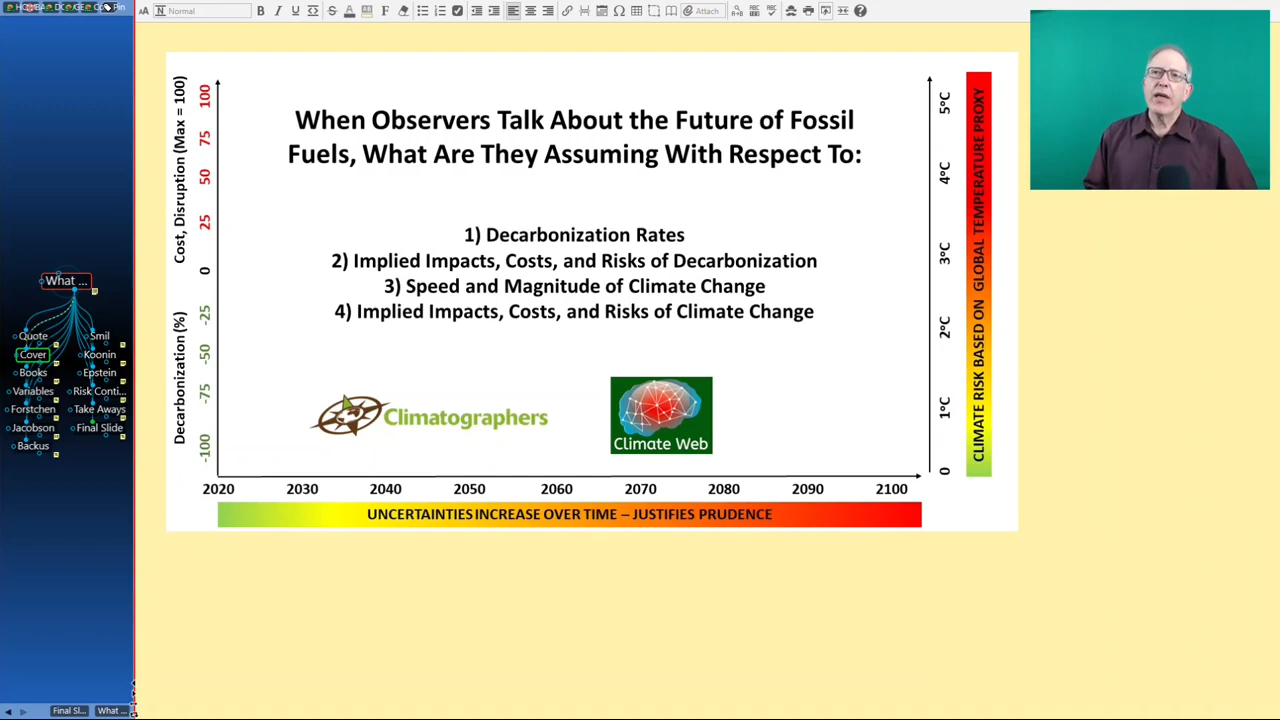 Normal
Attach
When Observers Talk About the Future of Fossil
Fuels, What Are They Assuming With Respect To:
1) Decarbonization Rates
2) Implied Impacts, Costs, and Risks of Decarbonization
3) Speed and Magnitude of Climate Change
4) Implied Impacts, Costs, and Risks of Climate Change
Climatographers
Climate Web
Cost, Disruption (Max = 100)
Decarbonization (%)
100
75
50
25
0
-25
-50
-75
-100
5°C
4°C
3°C
2°C
1°C
0
CLIMATE RISK BASED ON GLOBAL TEMPERATURE PROXY
2020 2030 2040 2050 2060 2070 2080 2090 2100
UNCERTAINTIES INCREASE OVER TIME – JUSTIFIES PRUDENCE
What ...
Quote
Cover
Books
Variables
Forstchen
Jacobson
Backus
Smil
Koonin
Epstein
Risk Conti...
Take Aways
Final Slide
Final Sl...
What ...